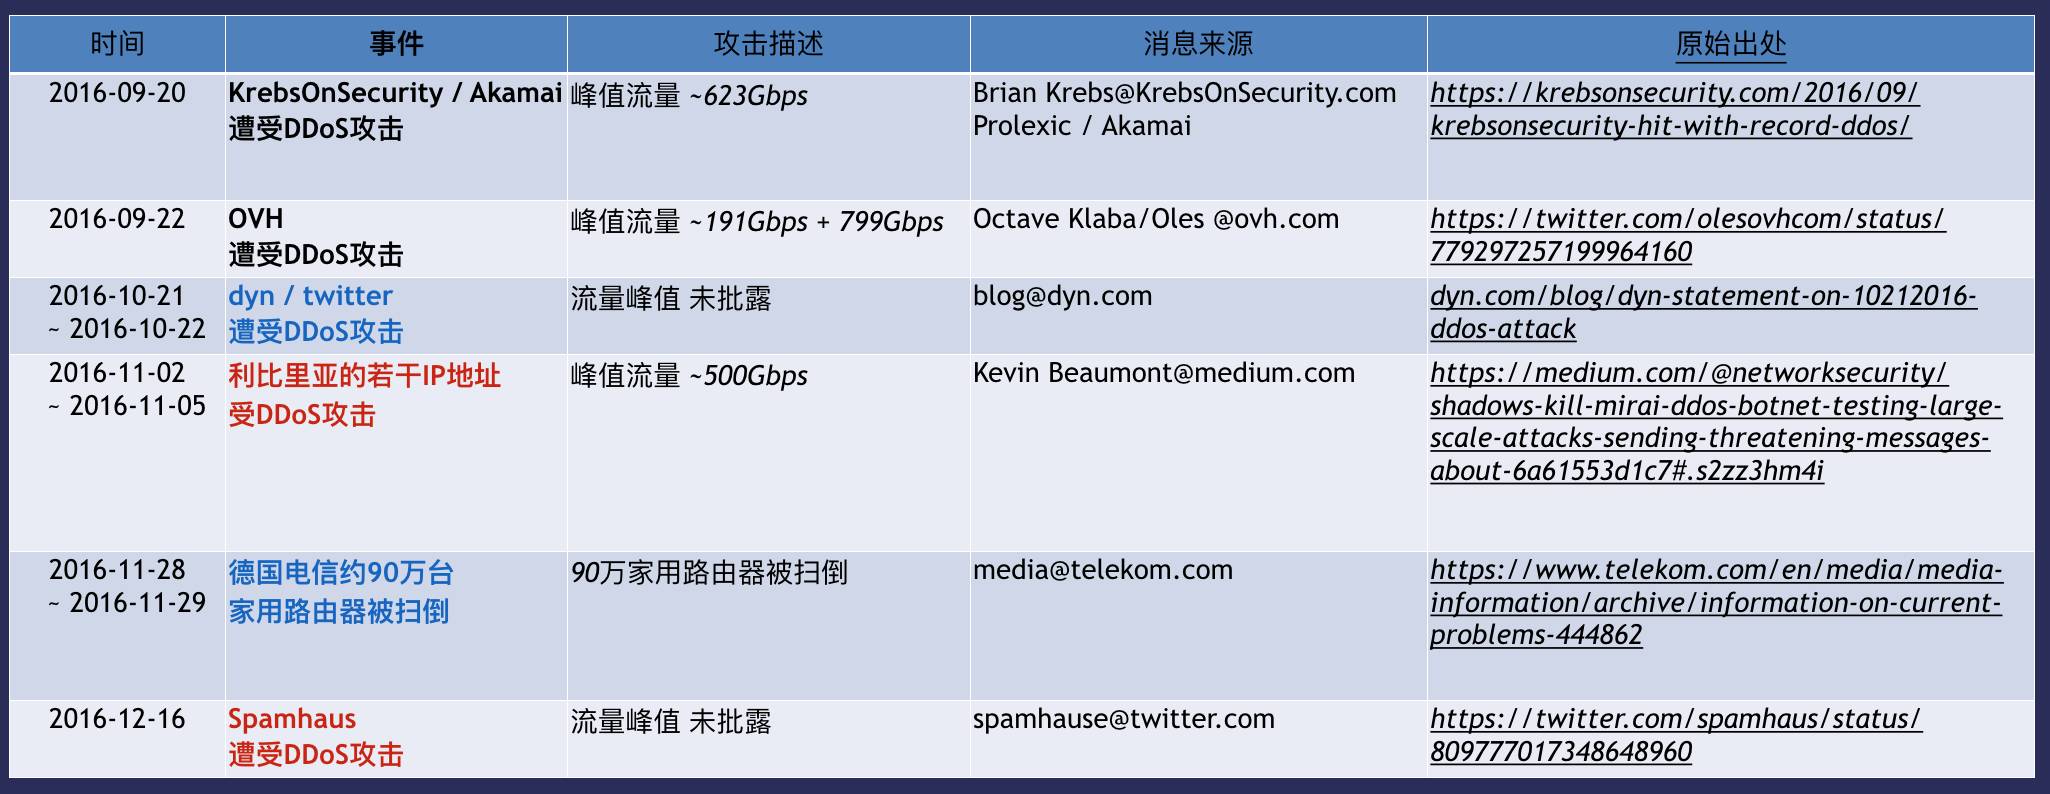 时间 事件 攻击描述 消息来源 原始出处
2016-09-20
KrebsOnSecurity / Akamai
遭受DDoS攻击
峰值流量 ~623Gbps
Brian Krebs@KrebsOnSecurity.com
Prolexic / Akamai
https://krebsonsecurity.com/2016/09/
krebsonsecurity-hit-with-record-ddos/
2016-09-22
OVH
遭受DDoS攻击
峰值流量 ~191Gbps + 799Gbps
Octave Klaba/Oles @ovh.com
https://twitter.com/olesovhcom/status/
779297257199964160
2016-10-21
~ 2016-10-22
dyn / twitter
遭受DDoS攻击
流量峰值 未批露
blog@dyn.com
dyn.com/blog/dyn-statement-on-10212016-
ddos-attack
2016-11-02
~ 2016-11-05
利比里亚的若干IP地址
受DDoS攻击
峰值流量 ~500Gbps
Kevin Beaumont@medium.com
https://medium.com/@networksecurity/
shadows-kill-mirai-ddos-botnet-testing-large-
scale-attacks-sending-threatening-messages-
about-6a61553d1c7#.s2zz3hm4i
2016-11-28
~ 2016-11-29
德国电信约90万台
家用路由器被扫倒
90万家用路由器被扫倒
media@telekom.com
https://www.telekom.com/en/media/media-
information/archive/information-on-current-
problems-444862
2016-12-16
Spamhaus
遭受DDoS攻击
流量峰值 未批露
spamhause@twitter.com
https://twitter.com/spamhaus/status/
809777017348648960